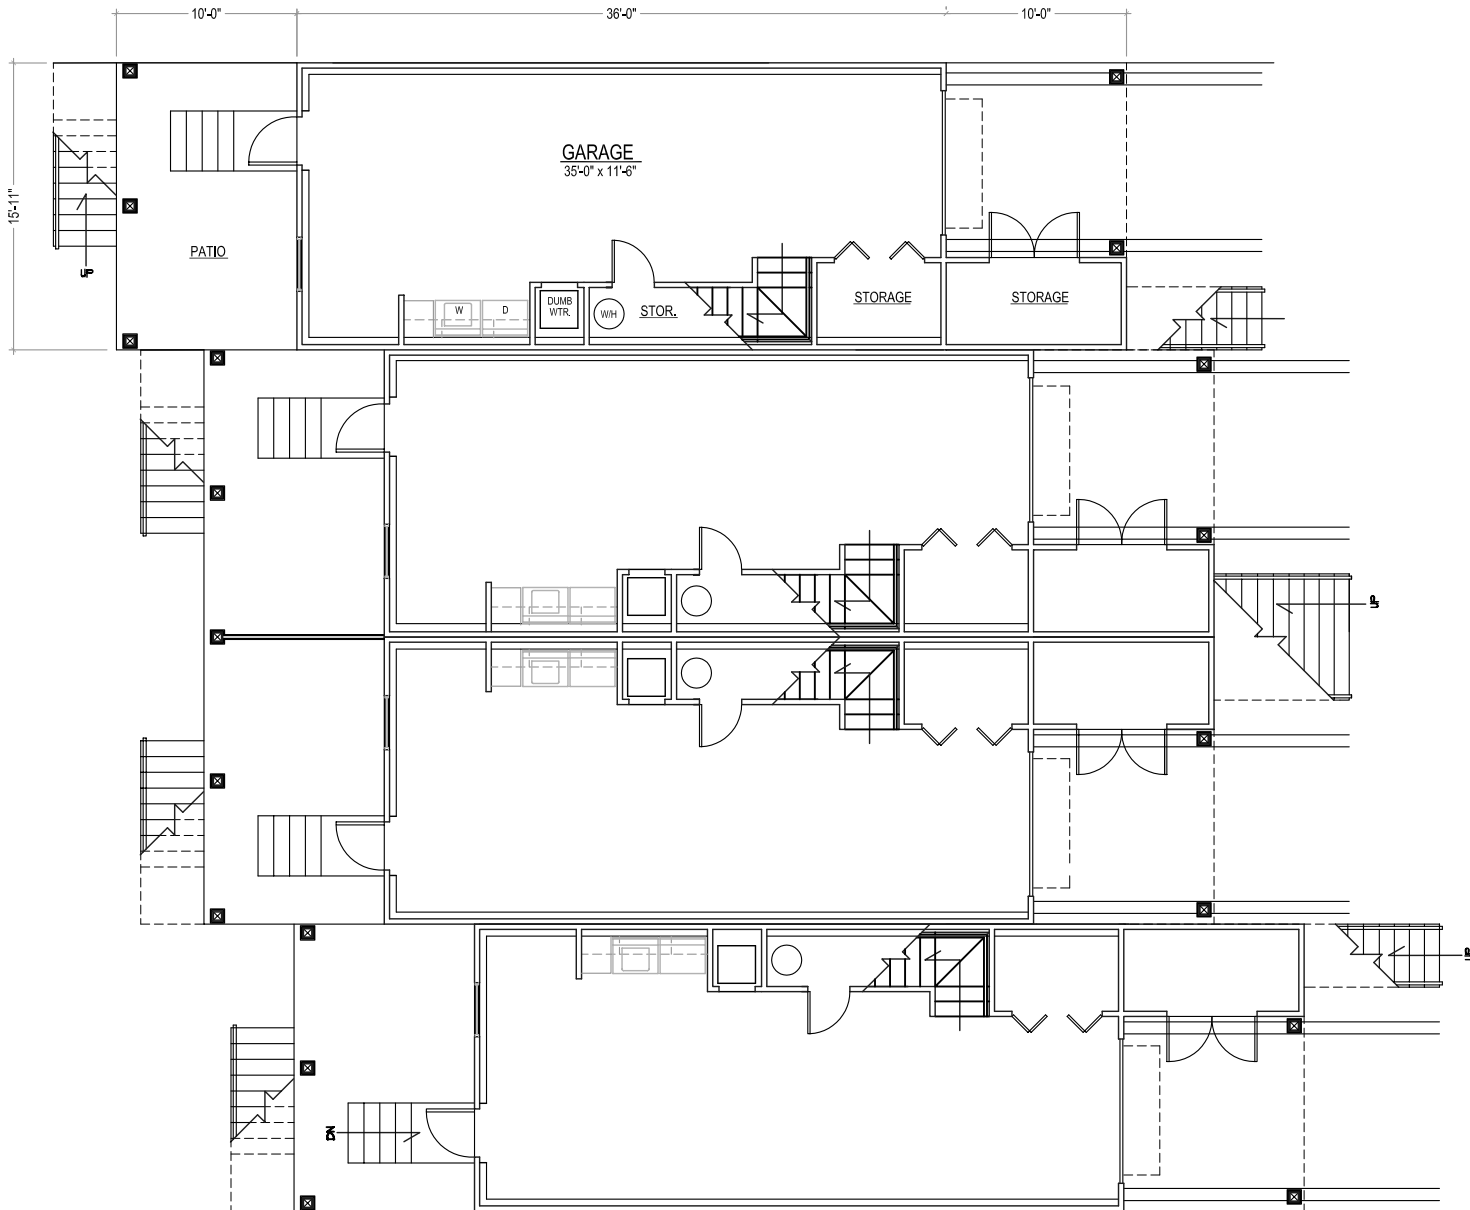 10'-0"
36'-0"
10'-0"
15'-11"
GARAGE
35'-0" x 11'-6"
PATIO
UP
W
D
DUMB
WTR.
W/H
STOR.
STORAGE
STORAGE
UP
UP
DN